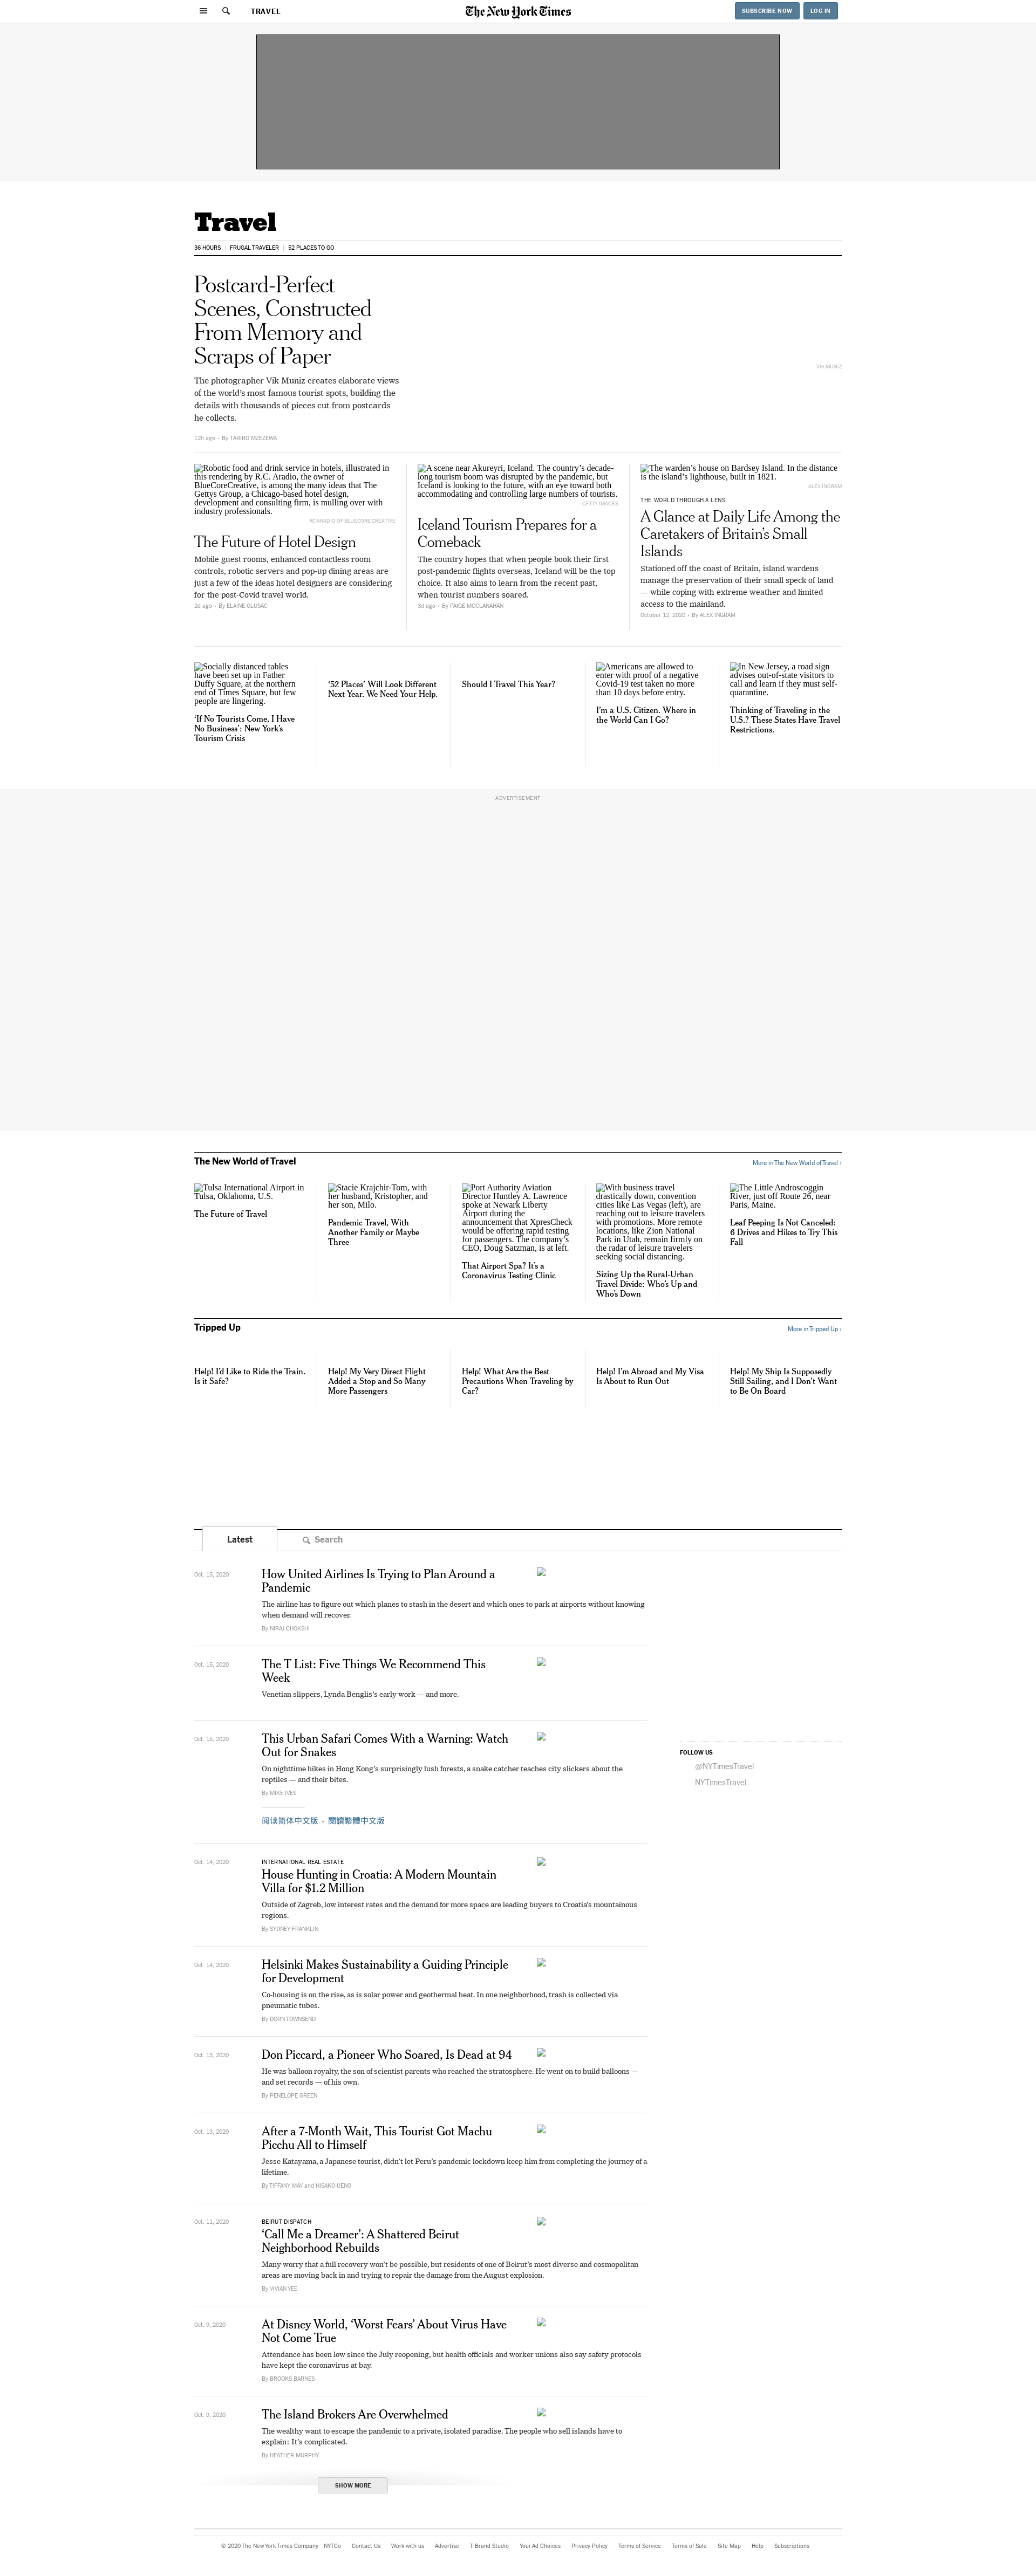 TRAVEL
The New York Times
SUBSCRIBE NOW
LOG IN
Travel
36 HOURS
FRUGAL TRAVELER
52 PLACES TO GO
Postcard-Perfect
Scenes, Constructed
From Memory and
Scraps of Paper
The photographer Vik Muniz creates elaborate views
of the world’s most famous tourist spots, building the
details with thousands of pieces cut from postcards
he collects.
12h ago · By TARIRO MZEZEWA
VIK MUNIZ
Robotic food and drink service in hotels, illustrated in
this rendering by R.C. Aradio, the owner of
BlueCoreCreative, is among the many ideas that The
Gettys Group, a Chicago-based hotel design,
development and consulting firm, is mulling over with
industry professionals.
RC ARADIO OF BLUECORE CREATIVE
The Future of Hotel Design
Mobile guest rooms, enhanced contactless room
controls, robotic servers and pop-up dining areas are
just a few of the ideas hotel designers are considering
for the post-Covid travel world.
2d ago · By ELAINE GLUSAC
A scene near Akureyri, Iceland. The country’s decade-
long tourism boom was disrupted by the pandemic, but
Iceland is looking to the future, with an eye toward both
accommodating and controlling large numbers of tourists.
GETTY IMAGES
Iceland Tourism Prepares for a
Comeback
The country hopes that when people book their first
post-pandemic flights overseas, Iceland will be the top
choice. It also aims to learn from the recent past,
when tourist numbers soared.
3d ago · By PAIGE MCCLANAHAN
The warden’s house on Bardsey Island. In the distance
is the island’s lighthouse, built in 1821.
ALEX INGRAM
THE WORLD THROUGH A LENS
A Glance at Daily Life Among the
Caretakers of Britain’s Small
Islands
Stationed off the coast of Britain, island wardens
manage the preservation of their small speck of land
— while coping with extreme weather and limited
access to the mainland.
October 12, 2020 · By ALEX INGRAM
Socially distanced tables
have been set up in Father
Duffy Square, at the northern
end of Times Square, but few
people are lingering.
‘If No Tourists Come, I Have
No Business’: New York’s
Tourism Crisis
‘52 Places’ Will Look Different
Next Year. We Need Your Help.
Should I Travel This Year?
Americans are allowed to
enter with proof of a negative
Covid-19 test taken no more
than 10 days before entry.
I’m a U.S. Citizen. Where in
the World Can I Go?
In New Jersey, a road sign
advises out-of-state visitors to
call and learn if they must self-
quarantine.
Thinking of Traveling in the
U.S.? These States Have Travel
Restrictions.
ADVERTISEMENT
The New World of Travel
More in The New World of Travel ›
Tulsa International Airport in
Tulsa, Oklahoma, U.S.
The Future of Travel
Stacie Krajchir-Tom, with
her husband, Kristopher, and
her son, Milo.
Pandemic Travel, With
Another Family or Maybe
Three
Port Authority Aviation
Director Huntley A. Lawrence
spoke at Newark Liberty
Airport during the
announcement that XpresCheck
would be offering rapid testing
for passengers. The company’s
CEO, Doug Satzman, is at left.
That Airport Spa? It’s a
Coronavirus Testing Clinic
With business travel
drastically down, convention
cities like Las Vegas (left), are
reaching out to leisure travelers
with promotions. More remote
locations, like Zion National
Park in Utah, remain firmly on
the radar of leisure travelers
seeking social distancing.
Sizing Up the Rural-Urban
Travel Divide: Who’s Up and
Who’s Down
The Little Androscoggin
River, just off Route 26, near
Paris, Maine.
Leaf Peeping Is Not Canceled:
6 Drives and Hikes to Try This
Fall
Tripped Up
More in Tripped Up ›
Help! I’d Like to Ride the Train.
Is it Safe?
Help! My Very Direct Flight
Added a Stop and So Many
More Passengers
Help! What Are the Best
Precautions When Traveling by
Car?
Help! I’m Abroad and My Visa
Is About to Run Out
Help! My Ship Is Supposedly
Still Sailing, and I Don’t Want
to Be On Board
Latest
Search
Oct. 15, 2020
How United Airlines Is Trying to Plan Around a
Pandemic
The airline has to figure out which planes to stash in the desert and which ones to park at airports without knowing
when demand will recover.
By NIRAJ CHOKSHI
Oct. 15, 2020
The T List: Five Things We Recommend This
Week
Venetian slippers, Lynda Benglis’s early work — and more.
Oct. 15, 2020
This Urban Safari Comes With a Warning: Watch
Out for Snakes
On nighttime hikes in Hong Kong’s surprisingly lush forests, a snake catcher teaches city slickers about the
reptiles — and their bites.
By MIKE IVES
阅读简体中文版 · 閱讀繁體中文版
FOLLOW US
@NYTimesTravel
NYTimesTravel
Oct. 14, 2020
INTERNATIONAL REAL ESTATE
House Hunting in Croatia: A Modern Mountain
Villa for $1.2 Million
Outside of Zagreb, low interest rates and the demand for more space are leading buyers to Croatia’s mountainous
regions.
By SYDNEY FRANKLIN
Oct. 14, 2020
Helsinki Makes Sustainability a Guiding Principle
for Development
Co-housing is on the rise, as is solar power and geothermal heat. In one neighborhood, trash is collected via
pneumatic tubes.
By DORN TOWNSEND
Oct. 13, 2020
Don Piccard, a Pioneer Who Soared, Is Dead at 94
He was balloon royalty, the son of scientist parents who reached the stratosphere. He went on to build balloons —
and set records — of his own.
By PENELOPE GREEN
Oct. 13, 2020
After a 7-Month Wait, This Tourist Got Machu
Picchu All to Himself
Jesse Katayama, a Japanese tourist, didn’t let Peru’s pandemic lockdown keep him from completing the journey of a
lifetime.
By TIFFANY MAY and HISAKO UENO
Oct. 11, 2020
BEIRUT DISPATCH
‘Call Me a Dreamer’: A Shattered Beirut
Neighborhood Rebuilds
Many worry that a full recovery won’t be possible, but residents of one of Beirut’s most diverse and cosmopolitan
areas are moving back in and trying to repair the damage from the August explosion.
By VIVIAN YEE
Oct. 9, 2020
At Disney World, ‘Worst Fears’ About Virus Have
Not Come True
Attendance has been low since the July reopening, but health officials and worker unions also say safety protocols
have kept the coronavirus at bay.
By BROOKS BARNES
Oct. 9, 2020
The Island Brokers Are Overwhelmed
The wealthy want to escape the pandemic to a private, isolated paradise. The people who sell islands have to
explain: It’s complicated.
By HEATHER MURPHY
SHOW MORE
© 2020 The New York Times Company
NYTCo
Contact Us
Work with us
Advertise
T Brand Studio
Your Ad Choices
Privacy Policy
Terms of Service
Terms of Sale
Site Map
Help
Subscriptions